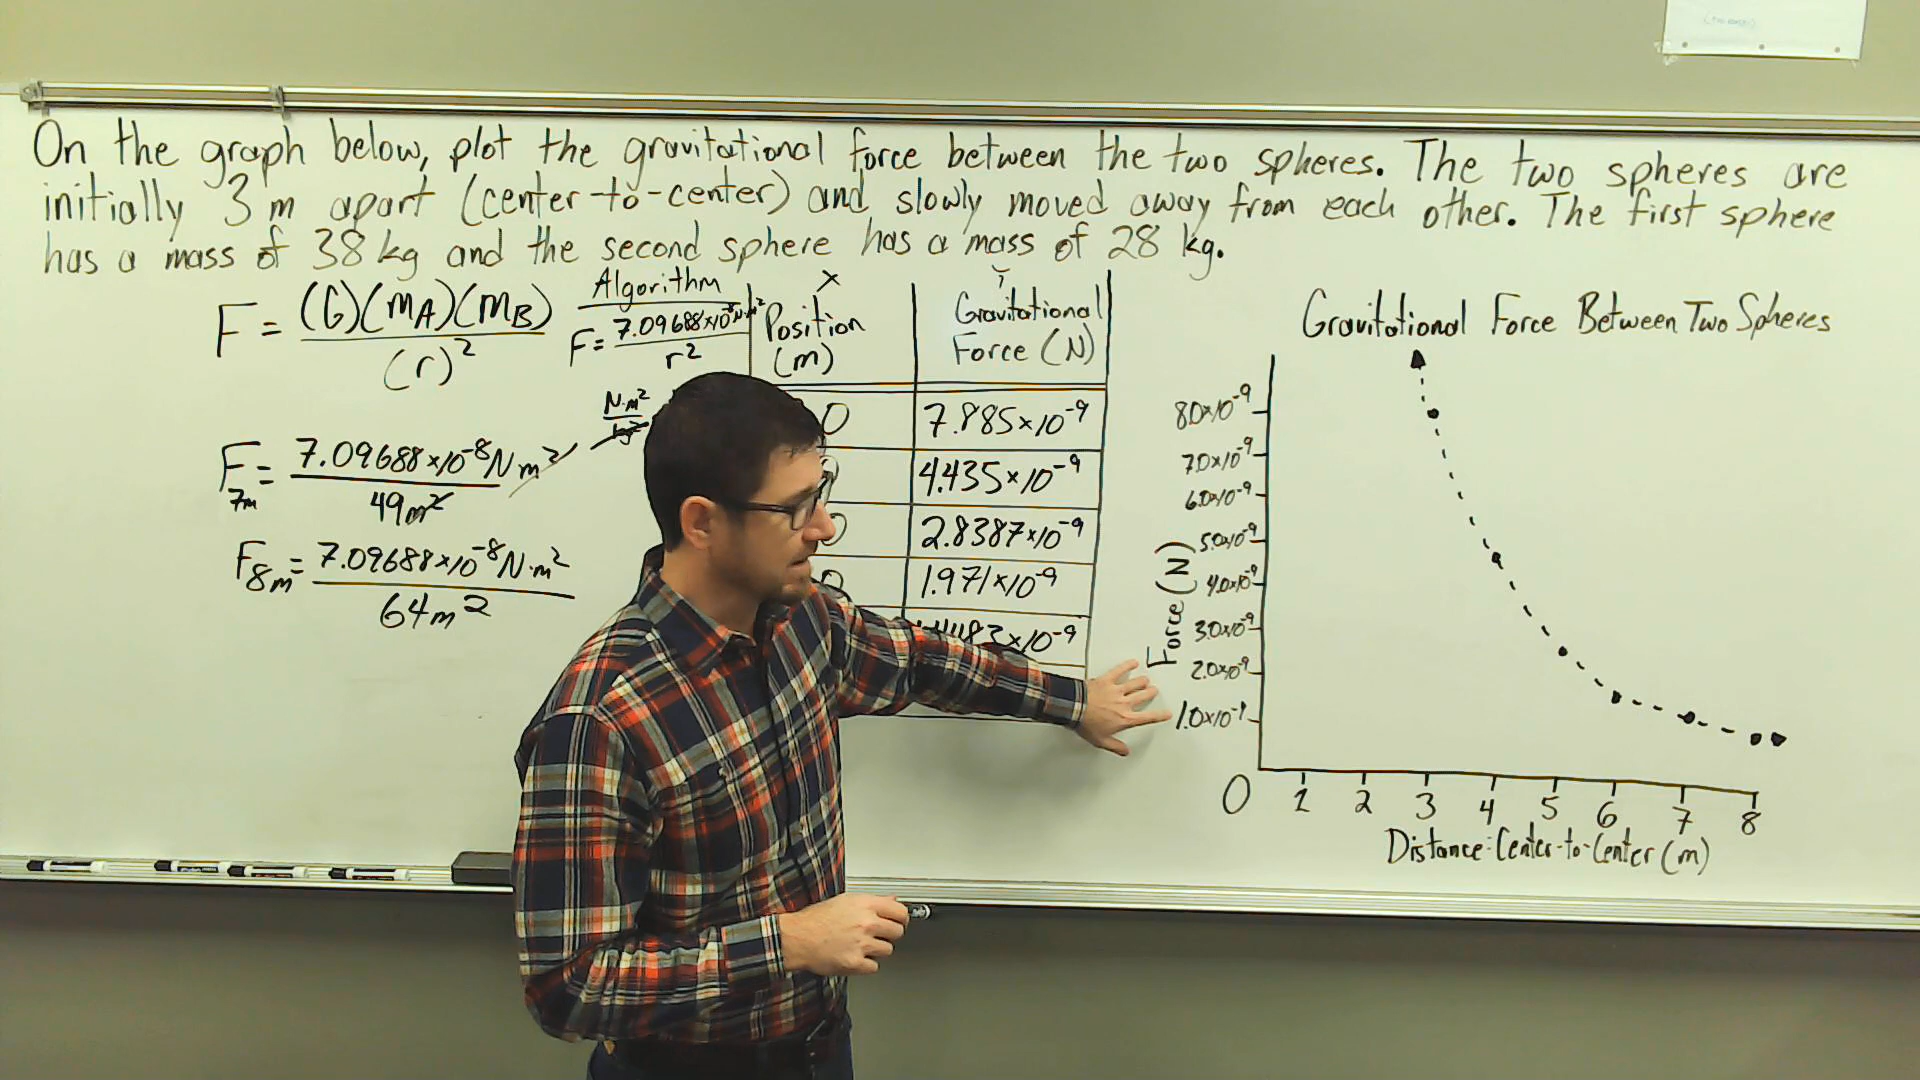 On the graph below, plot the gravitational force between the two spheres. The two spheres are
initially 3 m apart (center-to-center) and slowly moved away from each other. The first sphere
has a mass of 38 kg and the second sphere has a mass of 28 kg.
F = (G)(mA)(mB) / (r)²
Algorithm
F = 7.09688×10⁻⁸ N·m² / r²
N·m² / kg²
F7m = 7.09688×10⁻⁸ N m² / 49m²
F8m = 7.09688×10⁻⁸ N·m² / 64m²
x
Position (m)
Gravitational Force (N)
0 7.885×10⁻⁹
4.435×10⁻⁹
0 2.8387×10⁻⁹
0 1.971×10⁻⁹
×10⁻⁹
Gravitational Force Between Two Spheres
Force (N)
8.0×10⁻⁹
7.0×10⁻⁹
6.0×10⁻⁹
5.0×10⁻⁹
4.0×10⁻⁹
3.0×10⁻⁹
2.0×10⁻⁹
1.0×10⁻⁹
0 1 2 3 4 5 6 7 8
Distance: Center-to-Center (m)